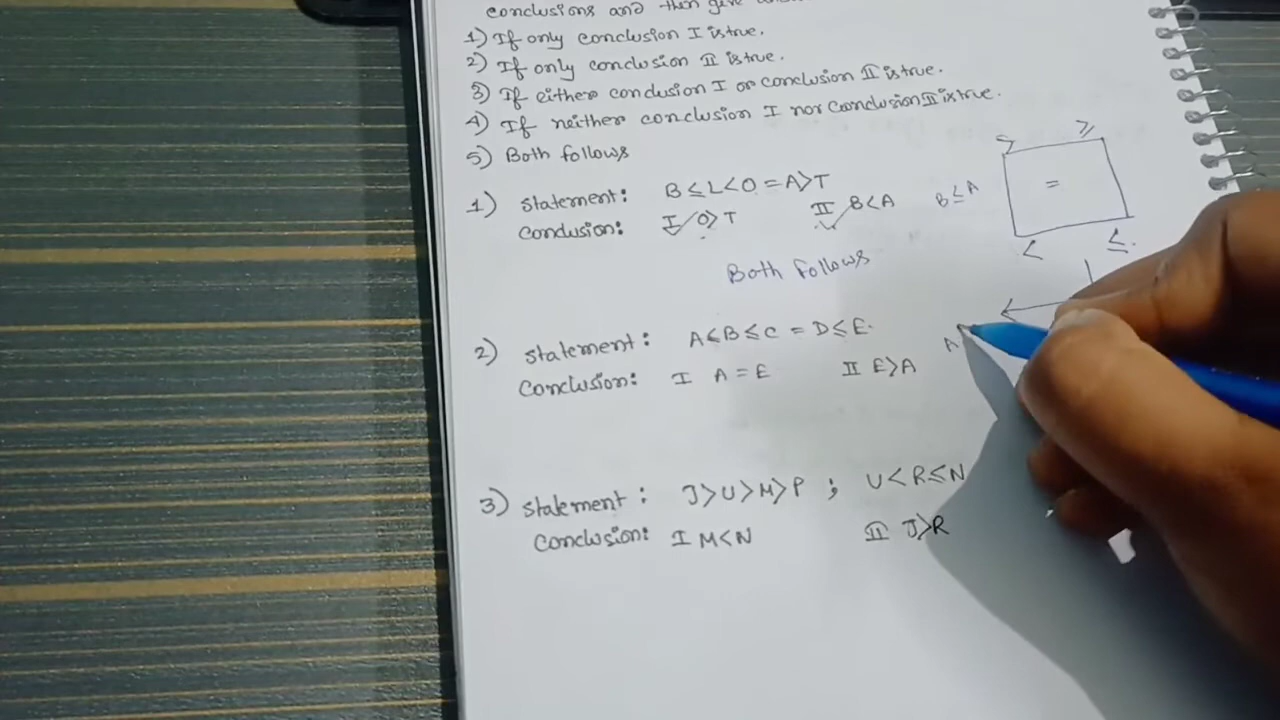 conclusions and then give
1) If only conclusion I is true.
2) If only conclusion II is true.
3) If either conclusion I or conclusion II is true.
4) If neither conclusion I nor conclusion II is true.
5) Both follows
1) Statement: B ≤ L < O = A > T
Conclusion: I O > T II B < A B ≤ A
Both follows
> ≥
=
< ≤
2) Statement: A < B ≤ C = D ≤ E
Conclusion: I A = E II E > A A
3) Statement: J > U > M > P ; U < R ≤ N
Conclusion: I M < N II J > R